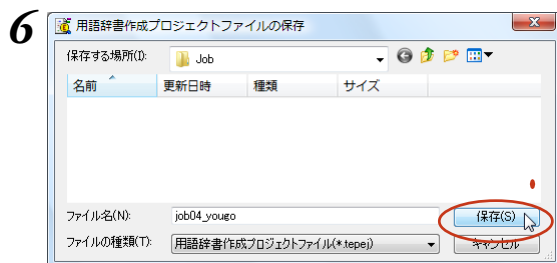 6
用語辞書作成プロジェクトファイルの保存
保存する場所(I): Job
名前 更新日時 種類 サイズ
ファイル名(N): job04_yougo 保存(S)
ファイルの種類(T): 用語辞書作成プロジェクトファイル(*.tepej) キャンセル